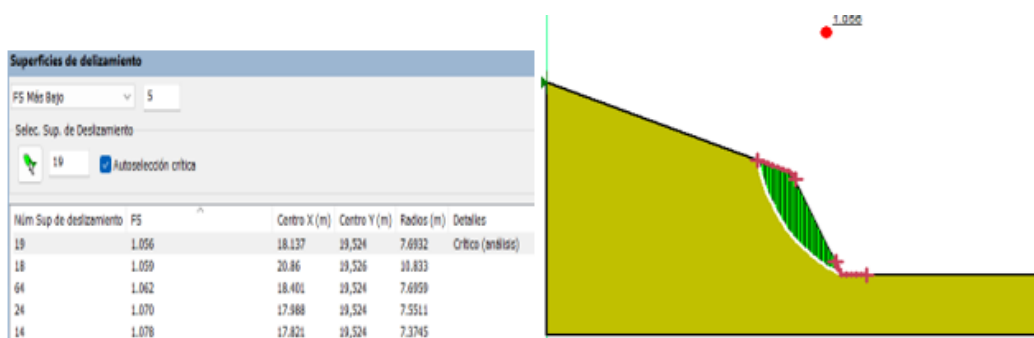 Superficies de delizamiento
FS Más Bajo 5
Selec. Sup. de Deslizamiento
19 Autoselección crítica
Núm Sup de deslizamiento FS Centro X (m) Centro Y (m) Radios (m) Detalles
19 1.056 18.137 19,524 7.6932 Crítico (análisis)
18 1.059 20.86 19,526 10.833
64 1.062 18.401 19,524 7.6959
24 1.070 17.988 19,524 7.5511
14 1.078 17.821 19,524 7.3745
1.056